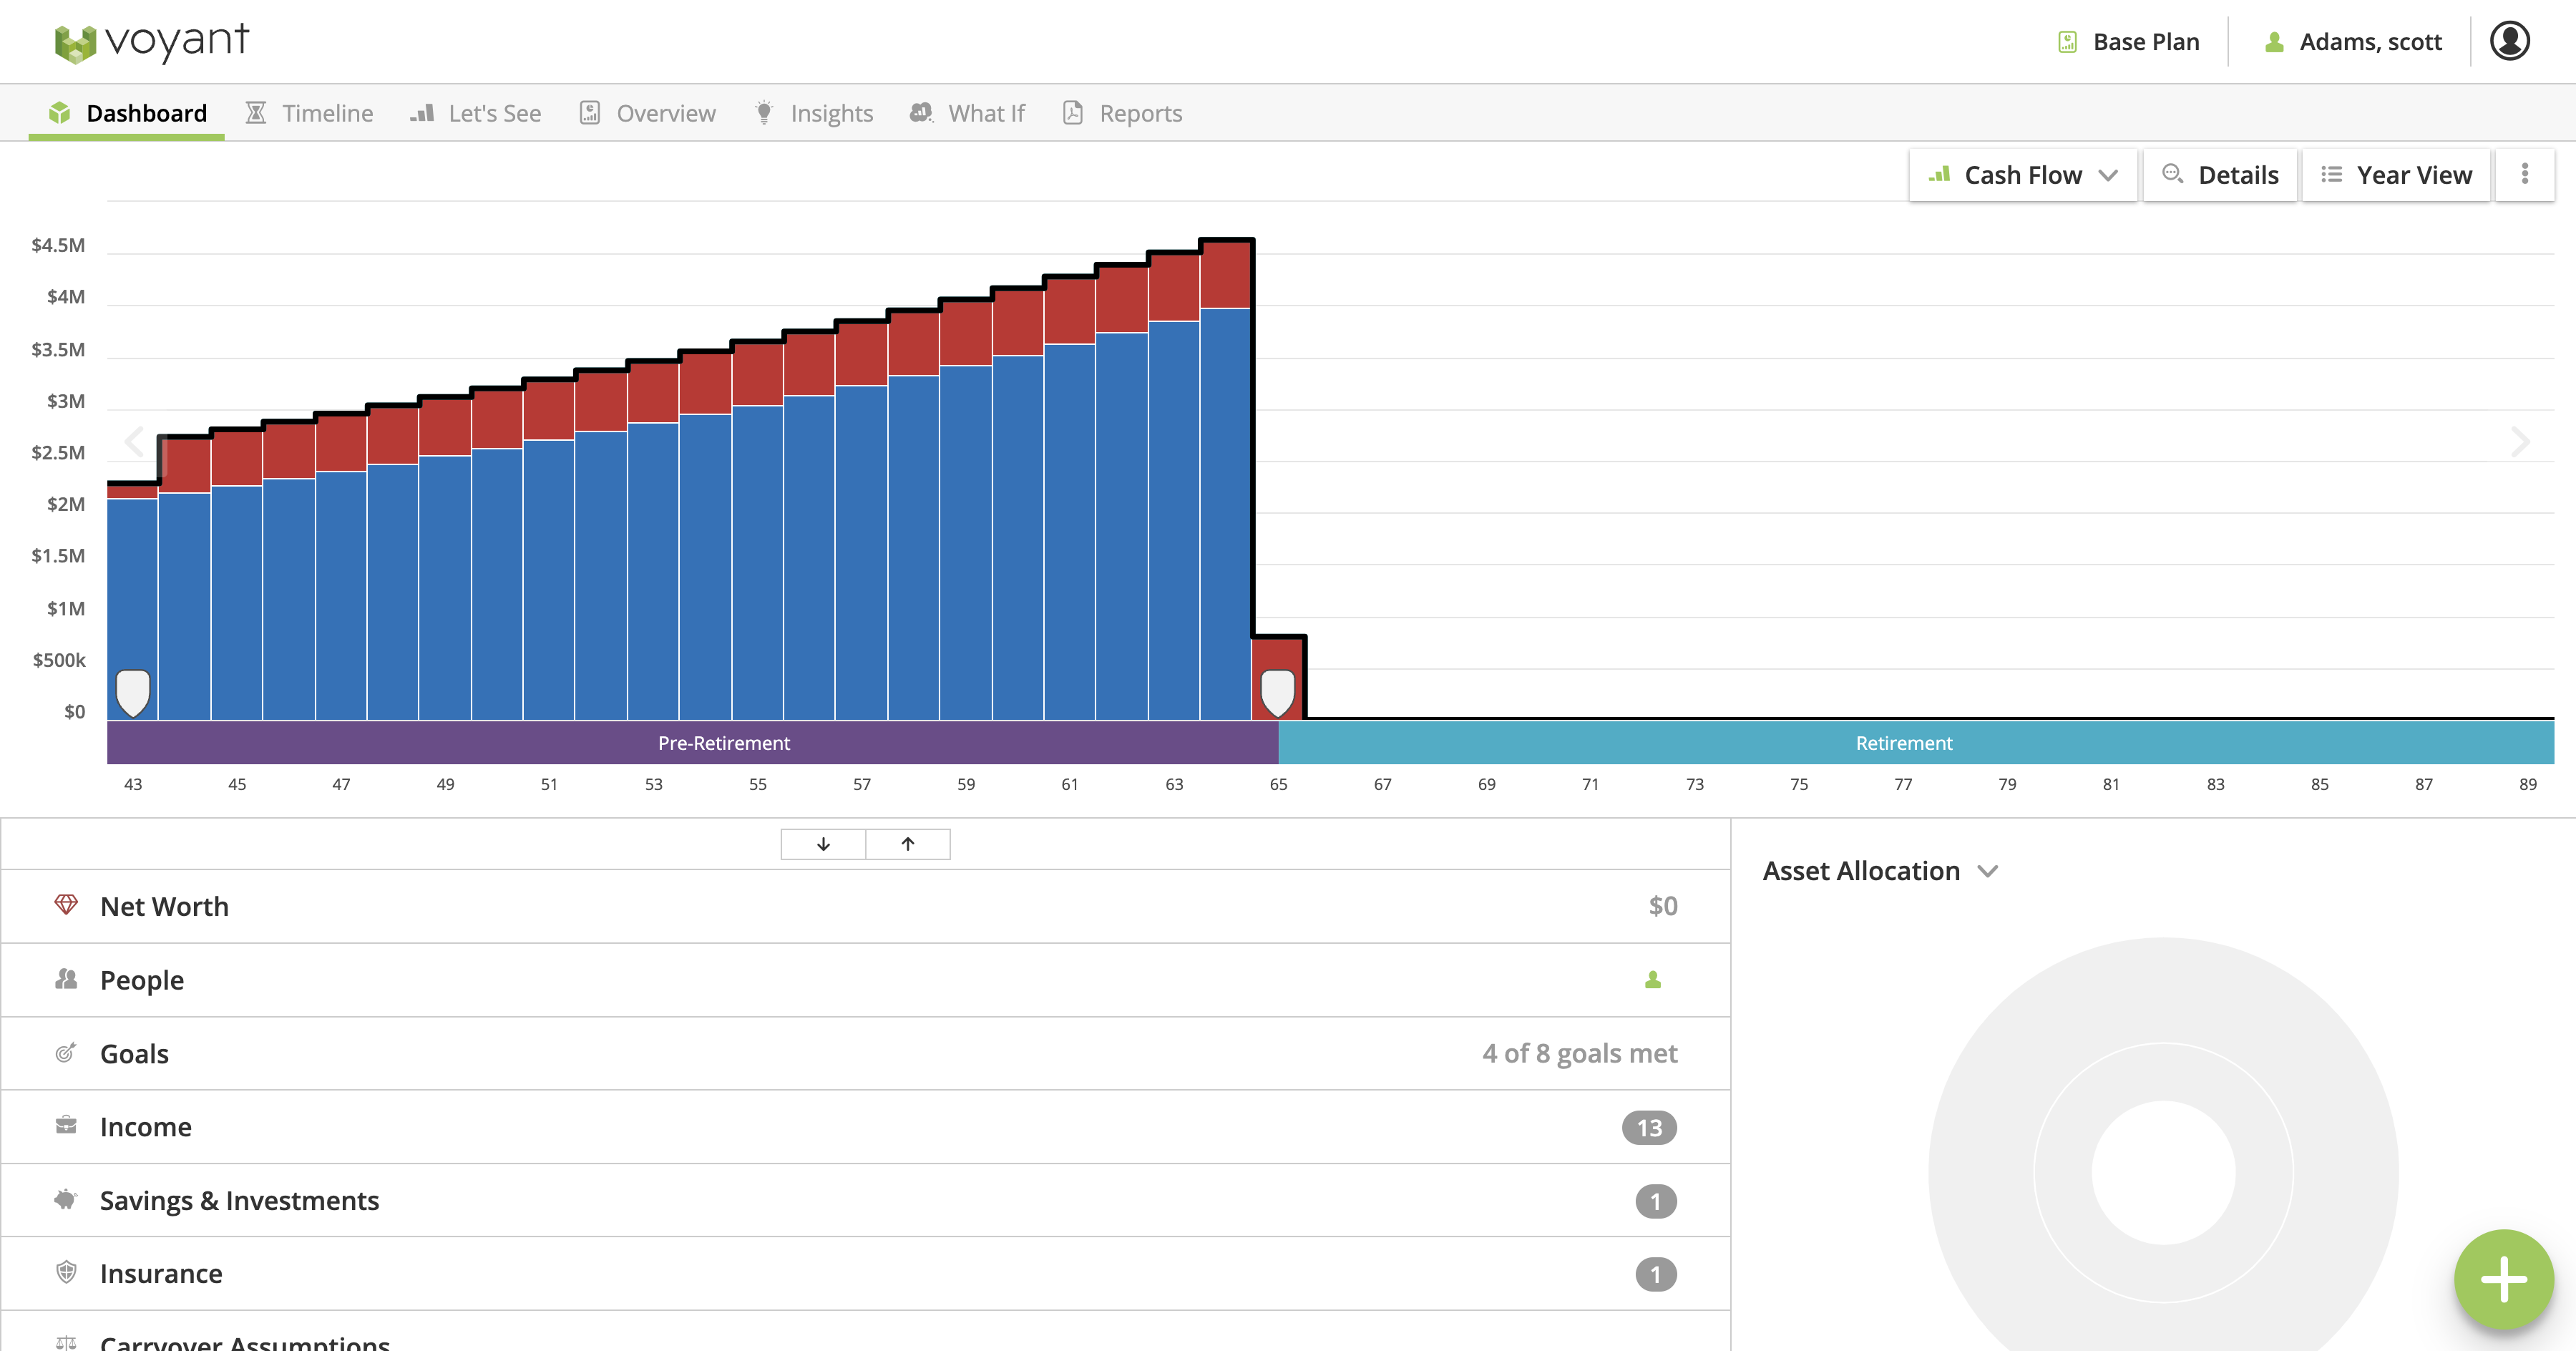 voyant
Base Plan
Adams, scott
Dashboard
Timeline
Let's See
Overview
Insights
What If
Reports
Cash Flow
Details
Year View
$4.5M
$4M
$3.5M
$3M
$2.5M
$2M
$1.5M
$1M
$500k
$0
Pre-Retirement
Retirement
43 45 47 49 51 53 55 57 59 61 63 65 67 69 71 73 75 77 79 81 83 85 87 89
Net Worth $0
People
Goals 4 of 8 goals met
Income 13
Savings & Investments 1
Insurance 1
Carryover Assumptions
Asset Allocation